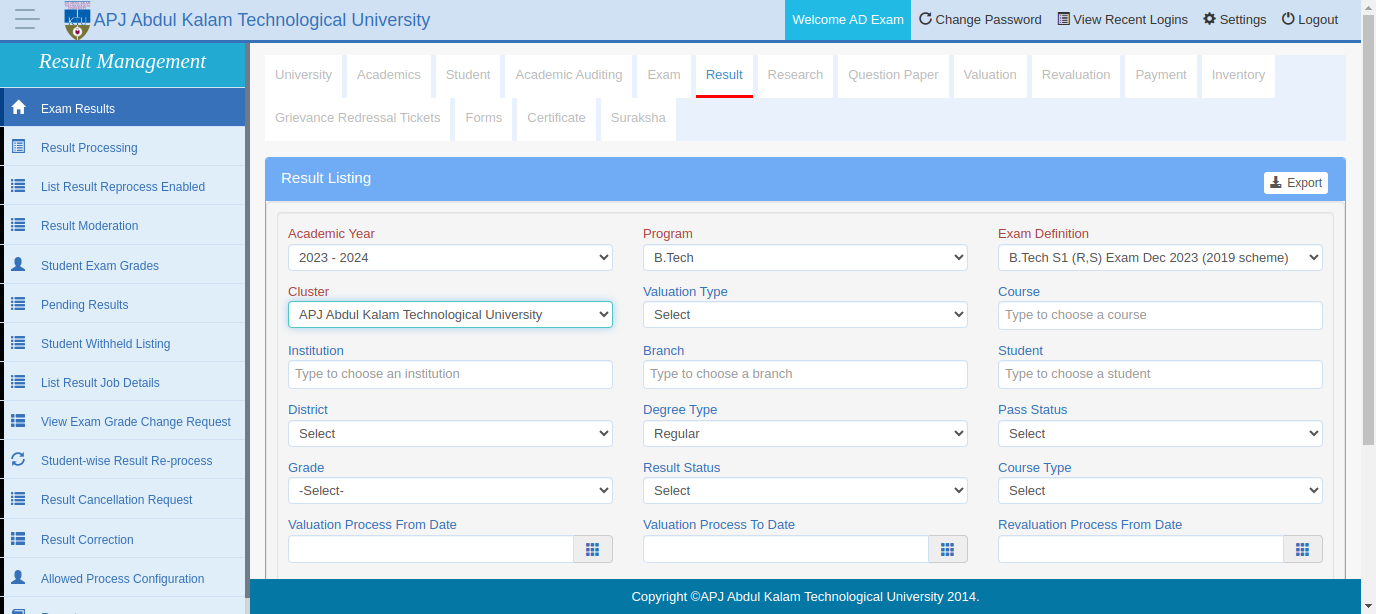 APJ Abdul Kalam Technological University
Welcome AD Exam
Change Password
View Recent Logins
Settings
Logout
Result Management
Exam Results
Result Processing
List Result Reprocess Enabled
Result Moderation
Student Exam Grades
Pending Results
Student Withheld Listing
List Result Job Details
View Exam Grade Change Request
Student-wise Result Re-process
Result Cancellation Request
Result Correction
Allowed Process Configuration
University Academics Student Academic Auditing Exam Result Research Question Paper Valuation Revaluation Payment Inventory
Grievance Redressal Tickets Forms Certificate Suraksha
Result Listing
Export
Academic Year Program Exam Definition
2023 - 2024 B.Tech B.Tech S1 (R,S) Exam Dec 2023 (2019 scheme)
Cluster Valuation Type Course
APJ Abdul Kalam Technological University Select Type to choose a course
Institution Branch Student
Type to choose an institution Type to choose a branch Type to choose a student
District Degree Type Pass Status
Select Regular Select
Grade Result Status Course Type
-Select- Select Select
Valuation Process From Date Valuation Process To Date Revaluation Process From Date
Copyright ©APJ Abdul Kalam Technological University 2014.